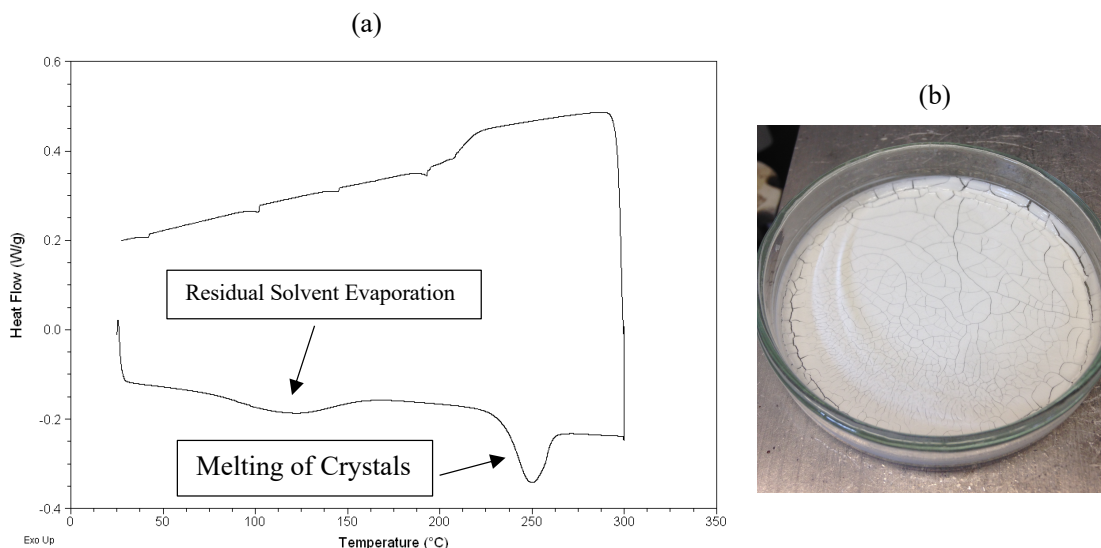 (a)
(b)
0.6
0.4
0.2
0.0
-0.2
-0.4
Heat Flow (W/g)
Residual Solvent Evaporation
Melting of Crystals
0
50
100
150
200
250
300
350
Exo Up
Temperature (°C)